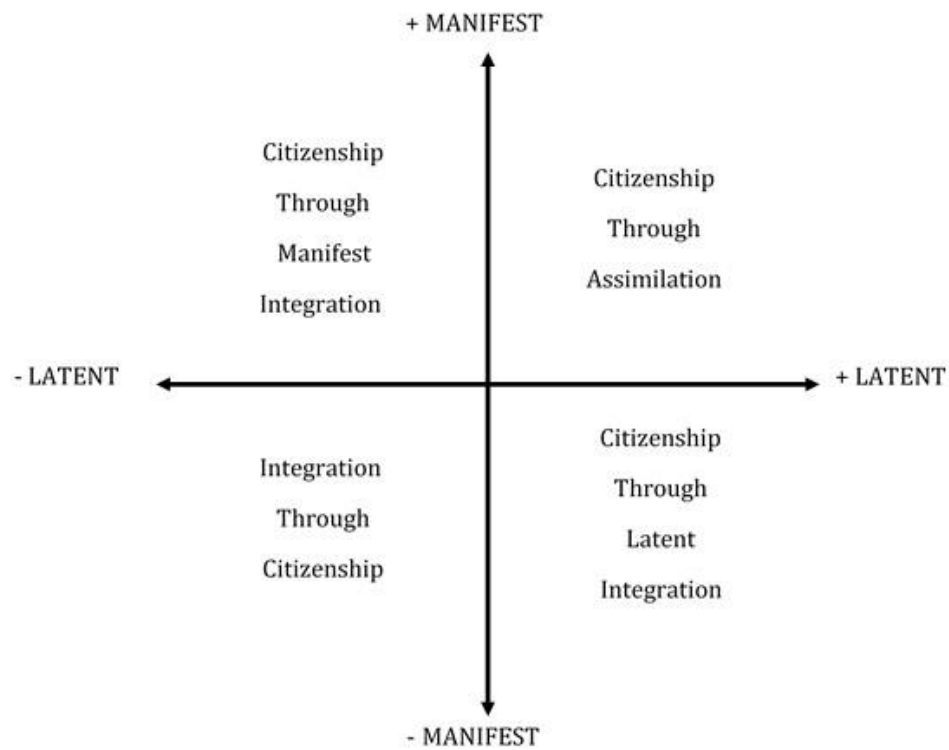 + MANIFEST
Citizenship
Through
Manifest
Integration
Citizenship
Through
Assimilation
- LATENT
+ LATENT
Integration
Through
Citizenship
Citizenship
Through
Latent
Integration
- MANIFEST